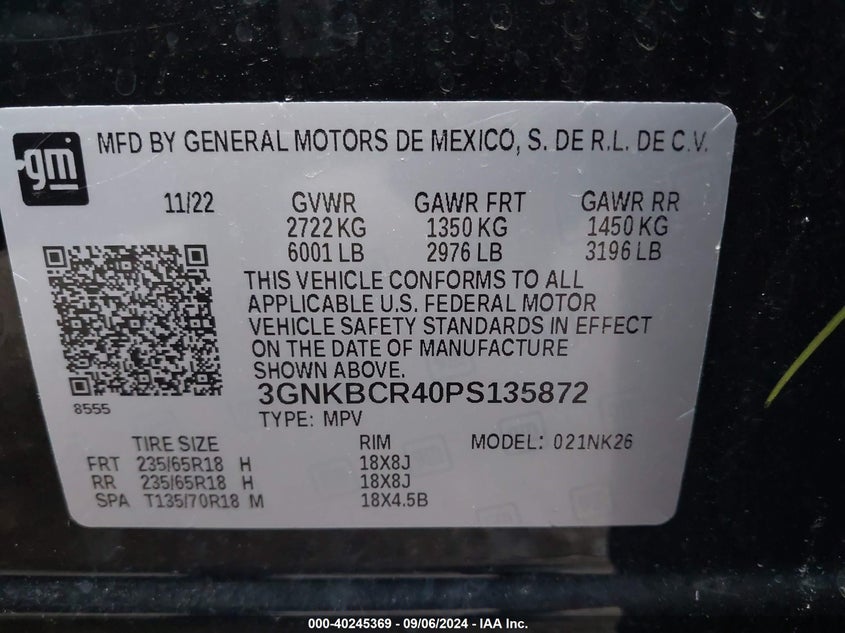 gm MFD BY GENERAL MOTORS DE MEXICO, S. DE R.L. DE C.V.
11/22 GVWR GAWR FRT GAWR RR
2722 KG 1350 KG 1450 KG
6001 LB 2976 LB 3196 LB
THIS VEHICLE CONFORMS TO ALL
APPLICABLE U.S. FEDERAL MOTOR
VEHICLE SAFETY STANDARDS IN EFFECT
ON THE DATE OF MANUFACTURE
SHOWN ABOVE.
3GNKBCR40PS135872
8555
TYPE: MPV
TIRE SIZE RIM MODEL: 021NK26
FRT 235/65R18 H 18X8J
RR 235/65R18 H 18X8J
SPA T135/70R18 M 18X4.5B
000-40245369 - 09/06/2024 - IAA Inc.